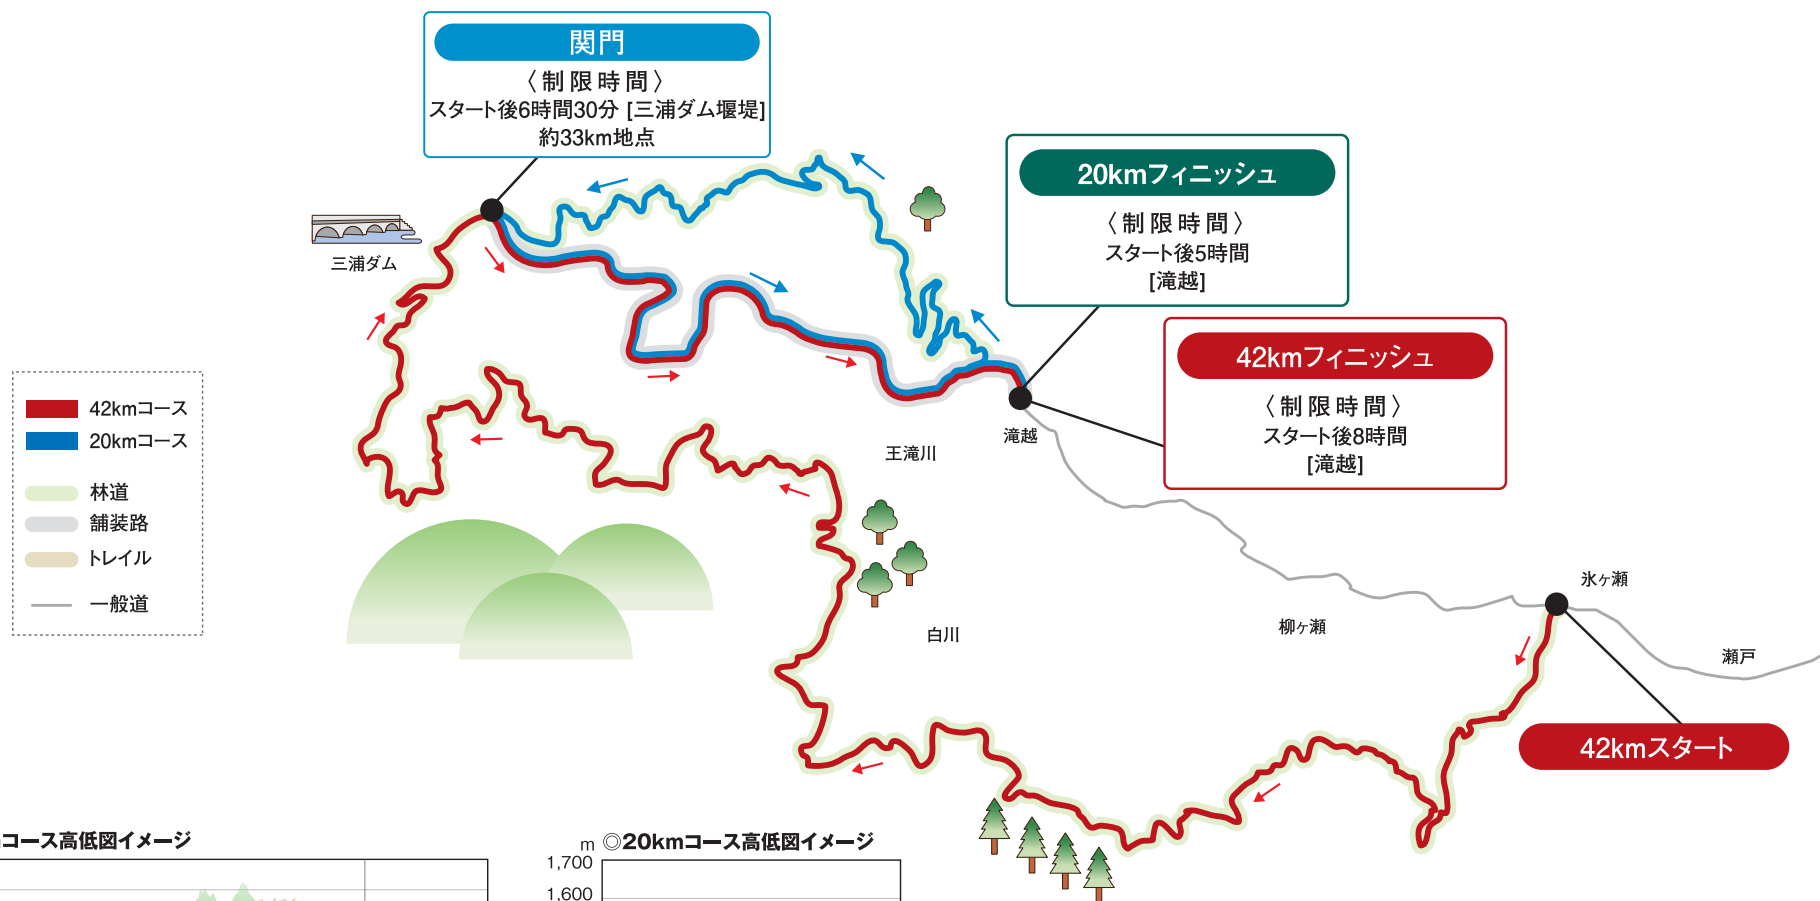 関門
〈制限時間〉
スタート後6時間30分 [三浦ダム堰堤]
約33km地点
20kmフィニッシュ
〈制限時間〉
スタート後5時間
[滝越]
42kmフィニッシュ
〈制限時間〉
スタート後8時間
[滝越]
三浦ダム
42kmコース
20kmコース
林道
舗装路
トレイル
一般道
滝越
王滝川
氷ヶ瀬
柳ヶ瀬
白川
瀬戸
42kmスタート
コース高低図イメージ
m ◎20kmコース高低図イメージ
1,700
1,600